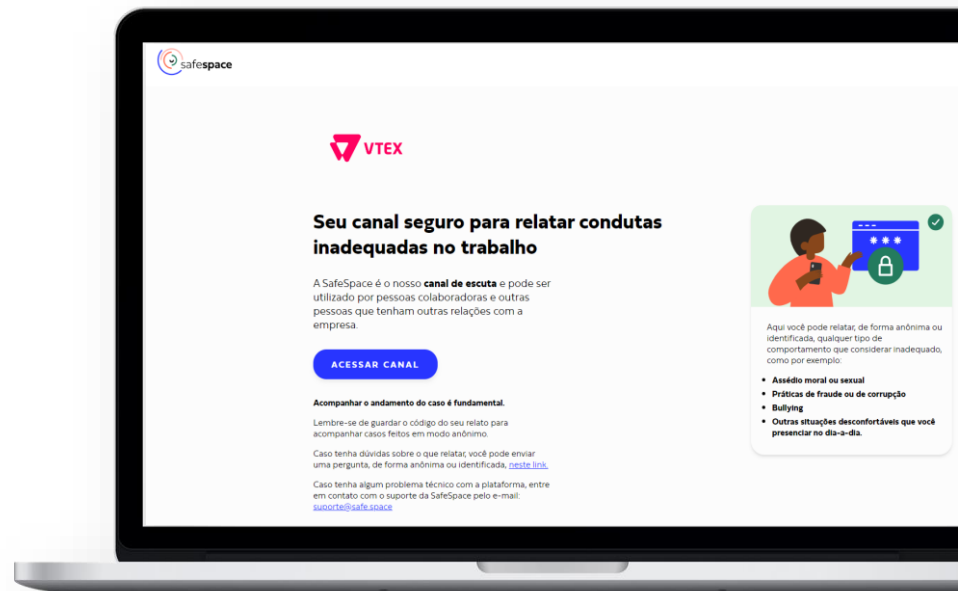 safespace
VTEX
Seu canal seguro para relatar condutas
inadequadas no trabalho
A SafeSpace é o nosso canal de escuta e pode ser
utilizado por pessoas colaboradoras e outras
pessoas que tenham outras relações com a
empresa.
ACESSAR CANAL
Acompanhar o andamento do caso é fundamental.
Lembre-se de guardar o código do seu relato para
acompanhar casos feitos em modo anônimo.
Caso tenha dúvidas sobre o que relatar, você pode enviar
uma pergunta, de forma anônima ou identificada, neste link.
Caso tenha algum problema técnico com a plataforma, entre
em contato com o suporte da SafeSpace pelo e-mail:
suporte@safe.space
***
Aqui você pode relatar, de forma anônima ou
identificada, qualquer tipo de
comportamento que considerar inadequado,
como por exemplo:
• Assédio moral ou sexual
• Práticas de fraude ou de corrupção
• Bullying
• Outras situações desconfortáveis que você
presenciar no dia-a-dia.